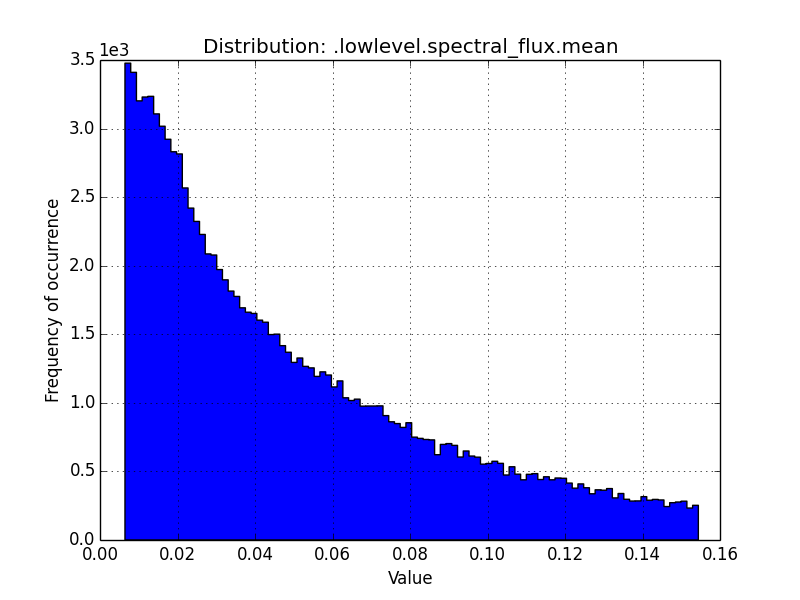 Distribution: .lowlevel.spectral_flux.mean
1e3
3.5
3.0
2.5
2.0
1.5
1.0
0.5
0.0
Frequency of occurrence
0.00 0.02 0.04 0.06 0.08 0.10 0.12 0.14 0.16
Value